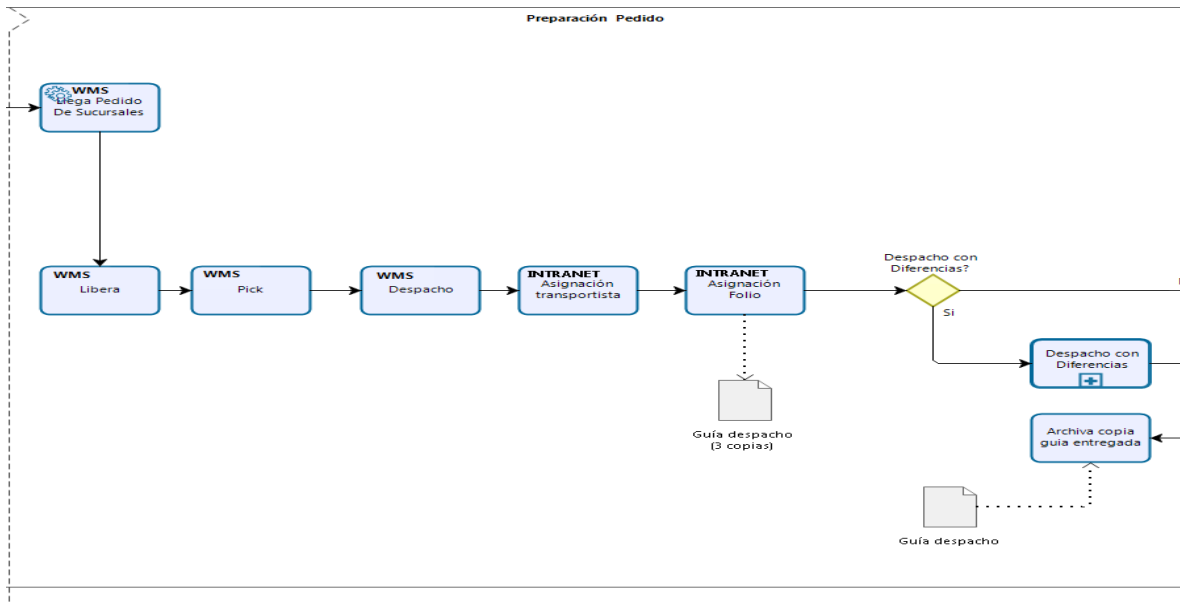 Preparación Pedido
WMS
Llega Pedido
De Sucursales
WMS
Libera
WMS
Pick
WMS
Despacho
INTRANET
Asignación
transportista
INTRANET
Asignación
Folio
Despacho con
Diferencias?
Si
Despacho con
Diferencias
Guía despacho
(3 copias)
Archiva copia
guia entregada
Guía despacho